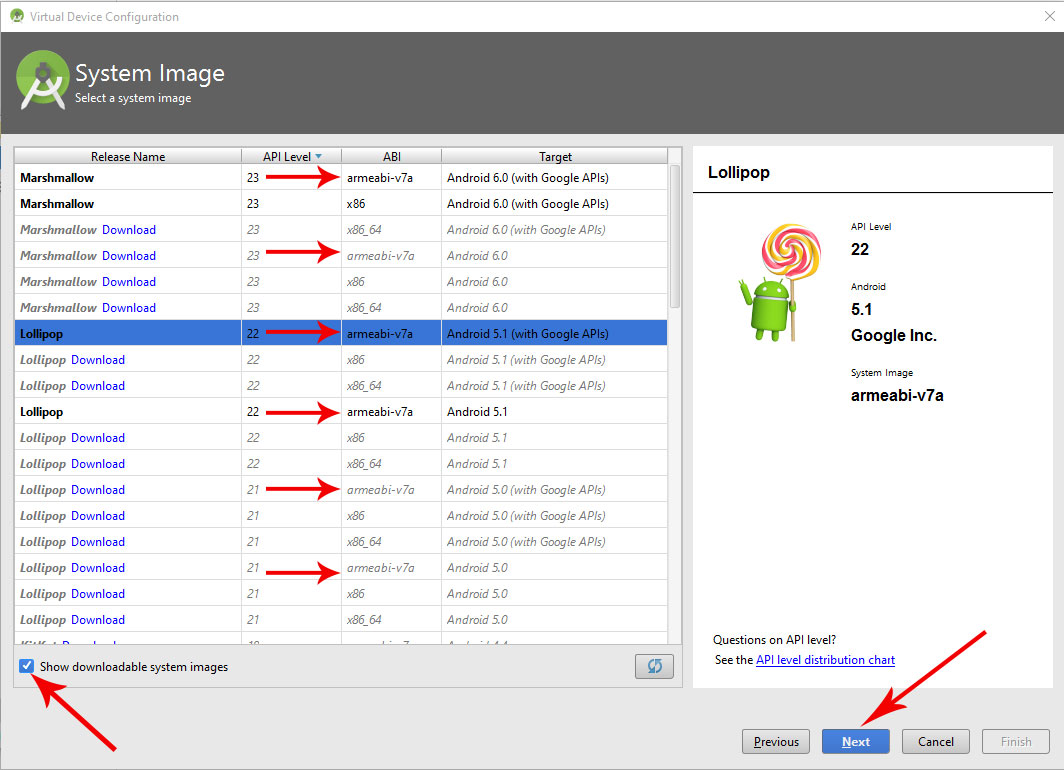 Virtual Device Configuration
System Image
Select a system image
Release Name API Level ABI Target
Marshmallow 23 armeabi-v7a Android 6.0 (with Google APIs)
Marshmallow 23 x86 Android 6.0 (with Google APIs)
Marshmallow Download 23 x86_64 Android 6.0 (with Google APIs)
Marshmallow Download 23 armeabi-v7a Android 6.0
Marshmallow Download 23 x86 Android 6.0
Marshmallow Download 23 x86_64 Android 6.0
Lollipop 22 armeabi-v7a Android 5.1 (with Google APIs)
Lollipop Download 22 x86 Android 5.1 (with Google APIs)
Lollipop Download 22 x86_64 Android 5.1 (with Google APIs)
Lollipop 22 armeabi-v7a Android 5.1
Lollipop Download 22 x86 Android 5.1
Lollipop Download 22 x86_64 Android 5.1
Lollipop Download 21 armeabi-v7a Android 5.0 (with Google APIs)
Lollipop Download 21 x86 Android 5.0 (with Google APIs)
Lollipop Download 21 x86_64 Android 5.0 (with Google APIs)
Lollipop Download 21 armeabi-v7a Android 5.0
Lollipop Download 21 x86 Android 5.0
Lollipop Download 21 x86_64 Android 5.0
Show downloadable system images
Lollipop
API Level
22
Android
5.1
Google Inc.
System Image
armeabi-v7a
Questions on API level?
See the API level distribution chart
Previous Next Cancel Finish